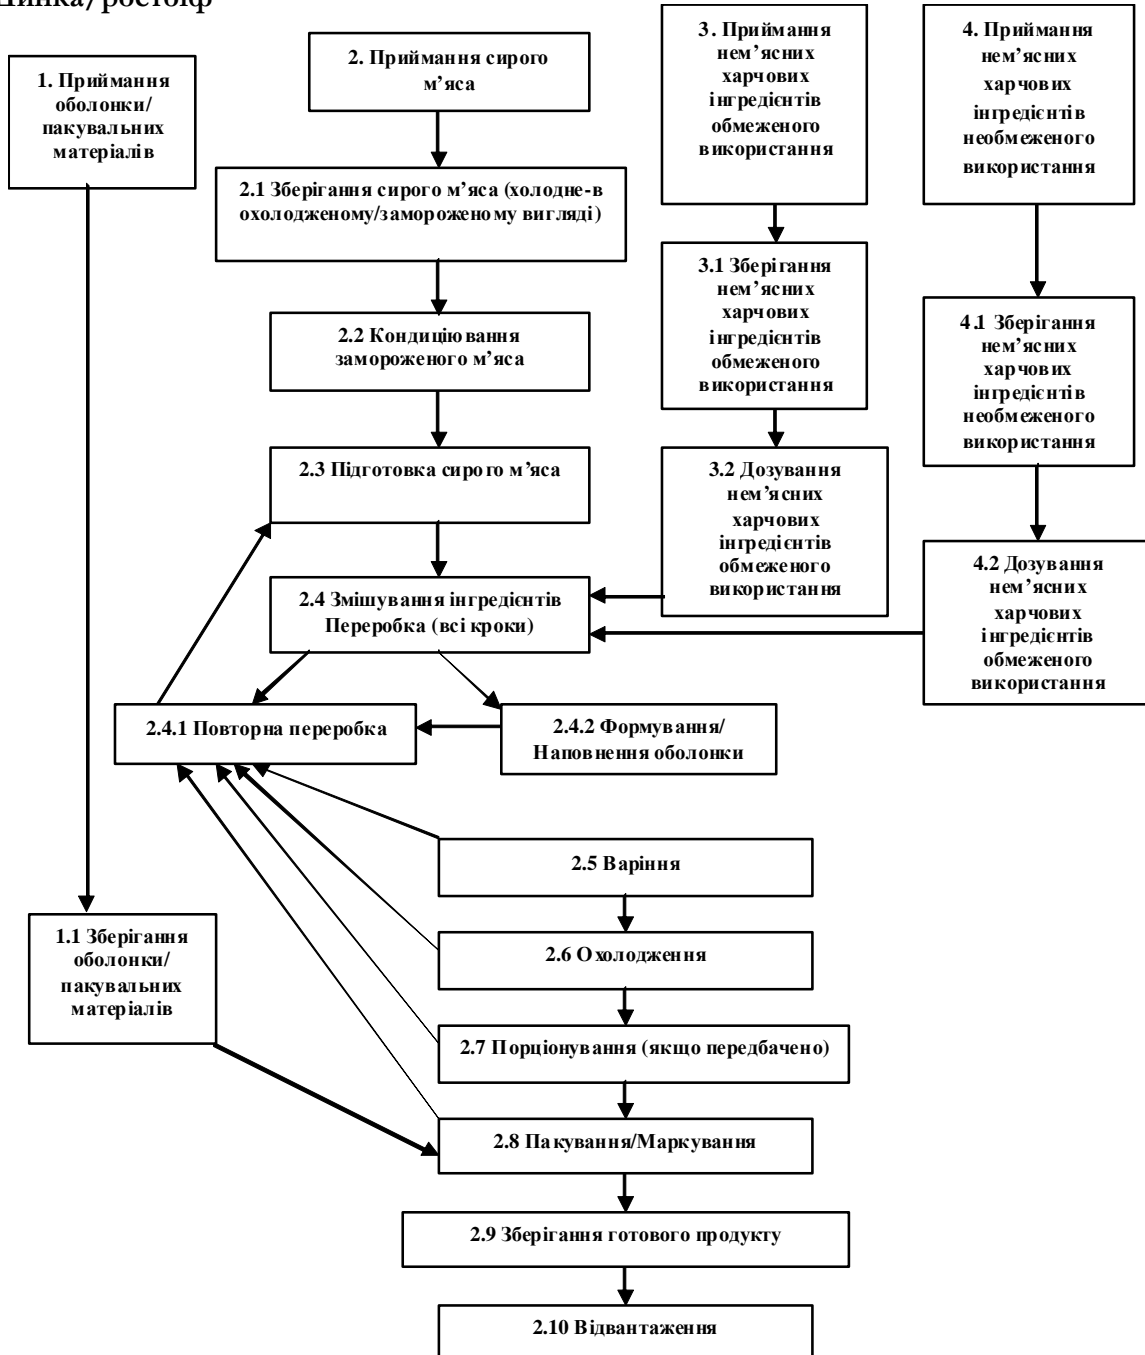 1. Приймання
оболонки/
пакувальних
матеріалів
2. Приймання сирого
м’яса
3. Приймання
нем’ясних
харчових
інгредієнтів
обмеженого
використання
4. Приймання
нем’ясних
харчових
інгредієнтів
необмеженого
використання
2.1 Зберігання сирого м’яса (холодне-в
охолодженому/замороженому вигляді)
3.1 Зберігання
нем’ясних
харчових
інгредієнтів
обмеженого
використання
4.1 Зберігання
нем’ясних
харчових
інгредієнтів
необмеженого
використання
2.2 Кондиціювання
замороженого м’яса
2.3 Підготовка сирого м’яса
3.2 Дозування
нем’ясних
харчових
інгредієнтів
обмеженого
використання
4.2 Дозування
нем’ясних
харчових
інгредієнтів
обмеженого
використання
2.4 Змішування інгредієнтів
Переробка (всі кроки)
2.4.1 Повторна переробка
2.4.2 Формування/
Наповнення оболонки
2.5 Варіння
1.1 Зберігання
оболонки/
пакувальних
матеріалів
2.6 Охолодження
2.7 Порціонування (якщо передбачено)
2.8 Пакування/Маркування
2.9 Зберігання готового продукту
2.10 Відвантаження